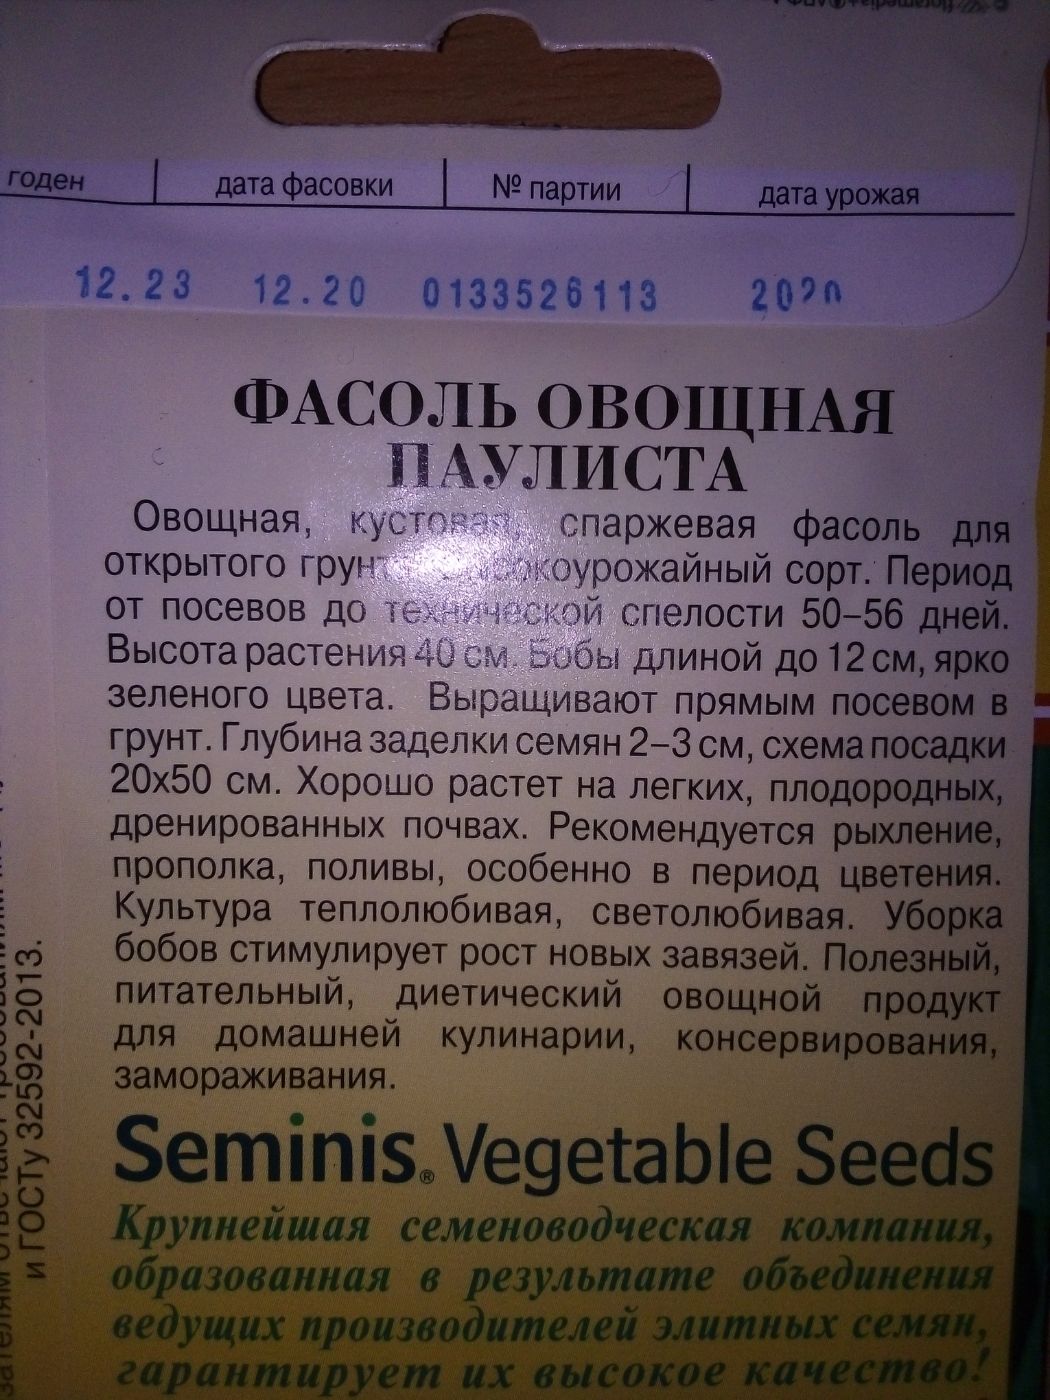 годен дата фасовки № партии дата урожая
12.23 12.20 0133526113 2020
ФАСОЛЬ ОВОЩНАЯ
ПАУЛИСТА
Овощная, кустовая, спаржевая фасоль для
открытого грунта. Высокоурожайный сорт. Период
от посевов до технической спелости 50–56 дней.
Высота растения 40 см. Бобы длиной до 12 см, ярко
зеленого цвета. Выращивают прямым посевом в
грунт. Глубина заделки семян 2–3 см, схема посадки
20х50 см. Хорошо растет на легких, плодородных,
дренированных почвах. Рекомендуется рыхление,
прополка, поливы, особенно в период цветения.
Культура теплолюбивая, светолюбивая. Уборка
бобов стимулирует рост новых завязей. Полезный,
питательный, диетический овощной продукт
для домашней кулинарии, консервирования,
замораживания.
Seminis® Vegetable Seeds
Крупнейшая семеноводческая компания,
образованная в результате объединения
ведущих производителей элитных семян,
гарантирует их высокое качество!
и ГОСТу 32592-2013.